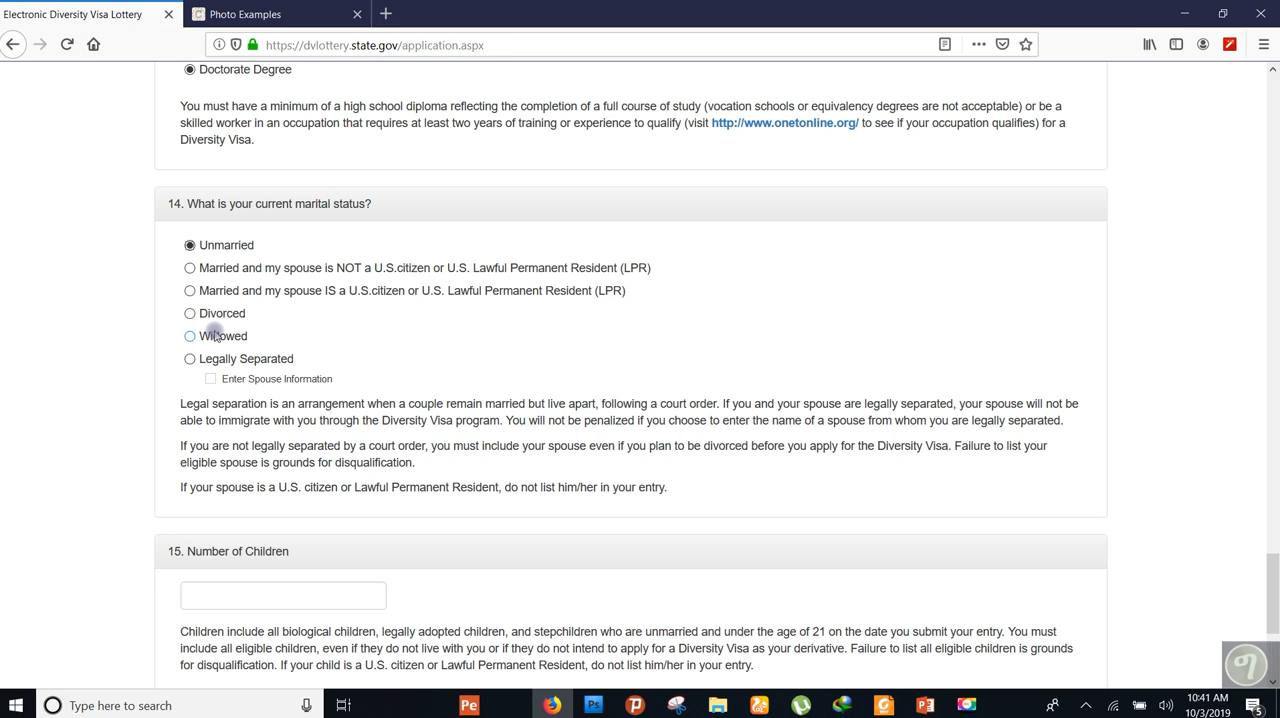 Electronic Diversity Visa Lottery
Photo Examples
https://dvlottery.state.gov/application.aspx
Doctorate Degree
You must have a minimum of a high school diploma reflecting the completion of a full course of study (vocation schools or equivalency degrees are not acceptable) or be a
skilled worker in an occupation that requires at least two years of training or experience to qualify (visit http://www.onetonline.org/ to see if your occupation qualifies) for a
Diversity Visa.
14. What is your current marital status?
Unmarried
Married and my spouse is NOT a U.S.citizen or U.S. Lawful Permanent Resident (LPR)
Married and my spouse IS a U.S.citizen or U.S. Lawful Permanent Resident (LPR)
Divorced
Widowed
Legally Separated
Enter Spouse Information
Legal separation is an arrangement when a couple remain married but live apart, following a court order. If you and your spouse are legally separated, your spouse will not be
able to immigrate with you through the Diversity Visa program. You will not be penalized if you choose to enter the name of a spouse from whom you are legally separated.
If you are not legally separated by a court order, you must include your spouse even if you plan to be divorced before you apply for the Diversity Visa. Failure to list your
eligible spouse is grounds for disqualification.
If your spouse is a U.S. citizen or Lawful Permanent Resident, do not list him/her in your entry.
15. Number of Children
Children include all biological children, legally adopted children, and stepchildren who are unmarried and under the age of 21 on the date you submit your entry. You must
include all eligible children, even if they do not live with you or if they do not intend to apply for a Diversity Visa as your derivative. Failure to list all eligible children is grounds
for disqualification. If your child is a U.S. citizen or Lawful Permanent Resident, do not list him/her in your entry.
Type here to search
Pe
Ps
10:41 AM
10/3/2019
5